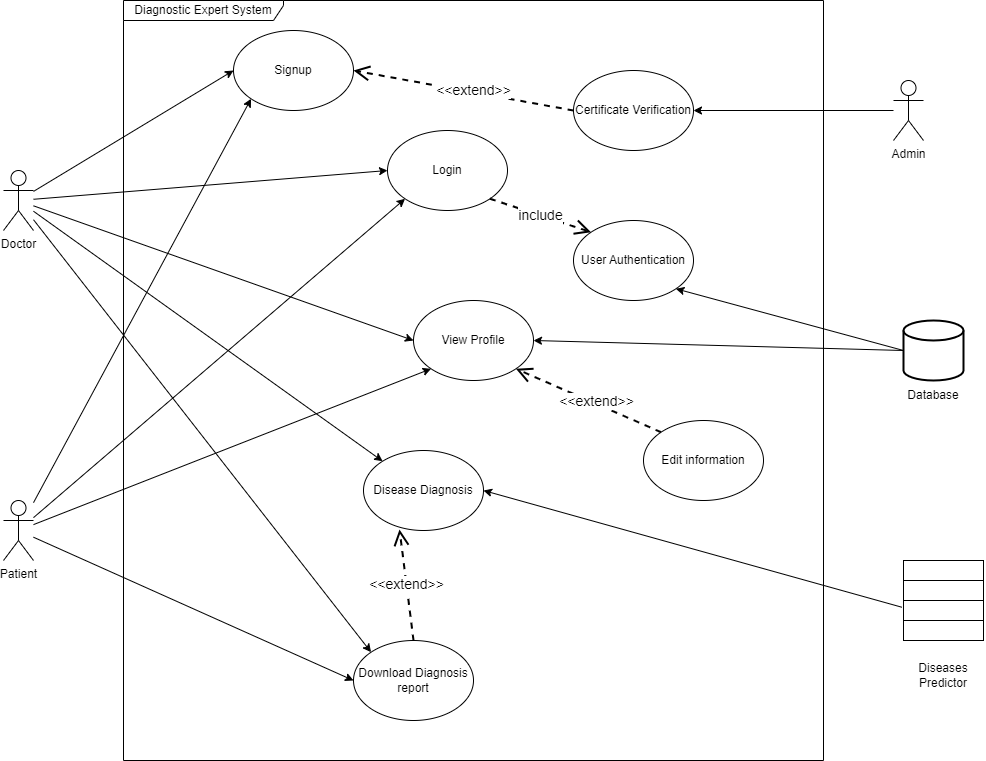 Diagnostic Expert System
Signup
<<extend>>
Certificate Verification
Admin
Login
include
Doctor
User Authentication
View Profile
Database
<<extend>>
Edit information
Disease Diagnosis
Patient
<<extend>>
Download Diagnosis
report
Diseases
Predictor